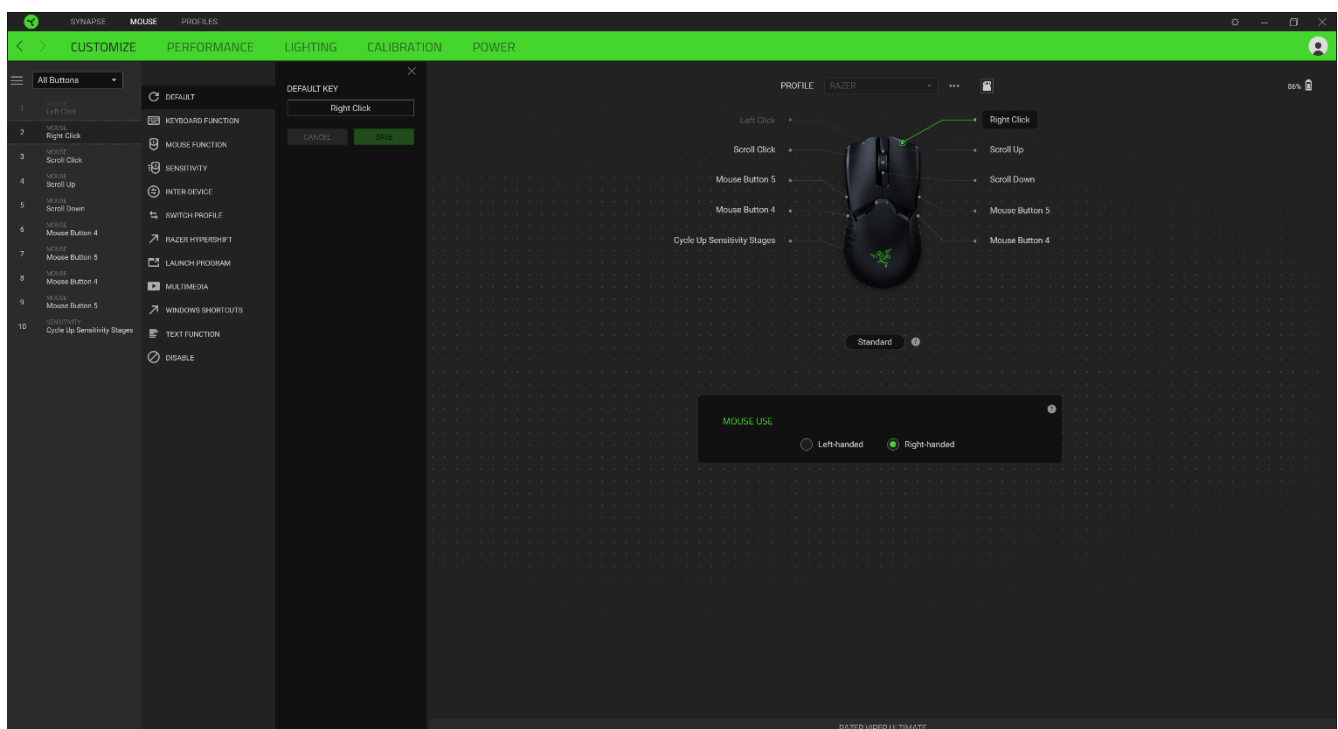 SYNAPSE MOUSE PROFILES
CUSTOMIZE PERFORMANCE LIGHTING CALIBRATION POWER
All Buttons
1 MOUSE
Left Click
2 MOUSE
Right Click
3 MOUSE
Scroll Click
4 MOUSE
Scroll Up
5 MOUSE
Scroll Down
6 MOUSE
Mouse Button 4
7 MOUSE
Mouse Button 5
8 MOUSE
Mouse Button 4
9 MOUSE
Mouse Button 5
10 SENSITIVITY
Cycle Up Sensitivity Stages
DEFAULT
KEYBOARD FUNCTION
MOUSE FUNCTION
SENSITIVITY
INTER-DEVICE
SWITCH PROFILE
RAZER HYPERSHIFT
LAUNCH PROGRAM
MULTIMEDIA
WINDOWS SHORTCUTS
TEXT FUNCTION
DISABLE
DEFAULT KEY
Right Click
CANCEL SAVE
PROFILE RAZER
86%
Left Click
Scroll Click
Mouse Button 5
Mouse Button 4
Cycle Up Sensitivity Stages
Right Click
Scroll Up
Scroll Down
Mouse Button 5
Mouse Button 4
Standard
MOUSE USE
Left-handed Right-handed
RAZER VIPER ULTIMATE